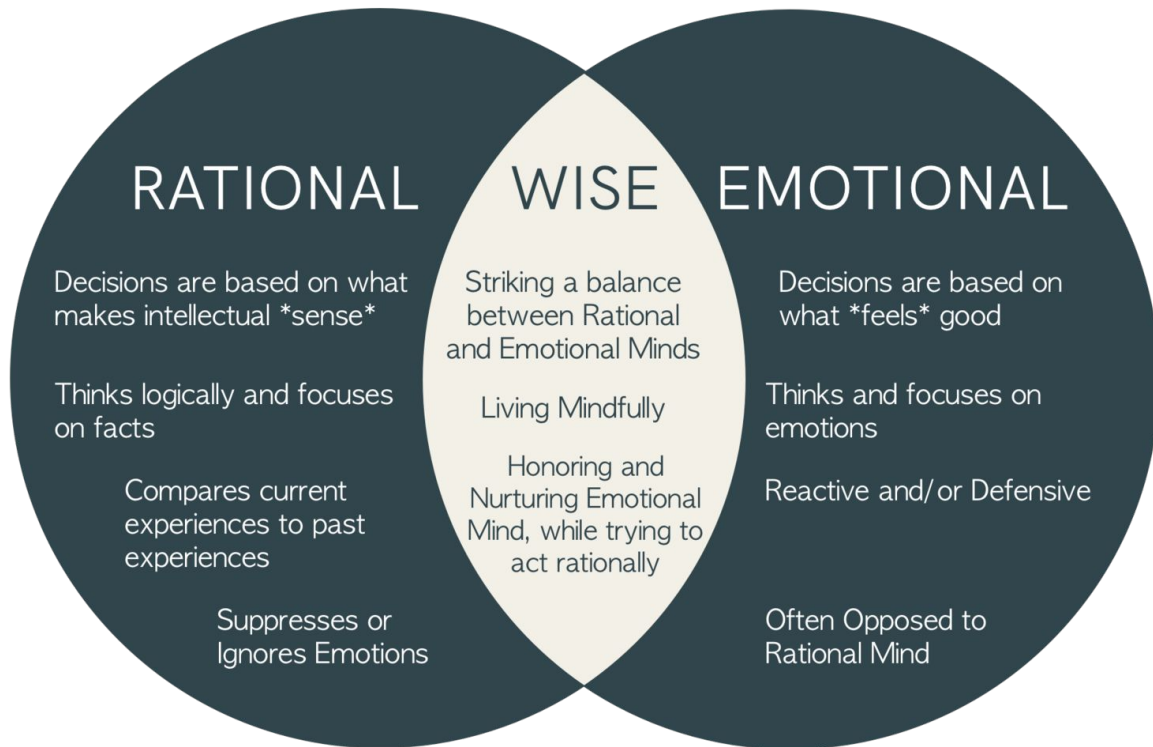 RATIONAL
Decisions are based on what
makes intellectual *sense*
Thinks logically and focuses
on facts
Compares current
experiences to past
experiences
Suppresses or
Ignores Emotions
WISE
Striking a balance
between Rational
and Emotional Minds
Living Mindfully
Honoring and
Nurturing Emotional
Mind, while trying to
act rationally
EMOTIONAL
Decisions are based on
what *feels* good
Thinks and focuses on
emotions
Reactive and/or Defensive
Often Opposed to
Rational Mind